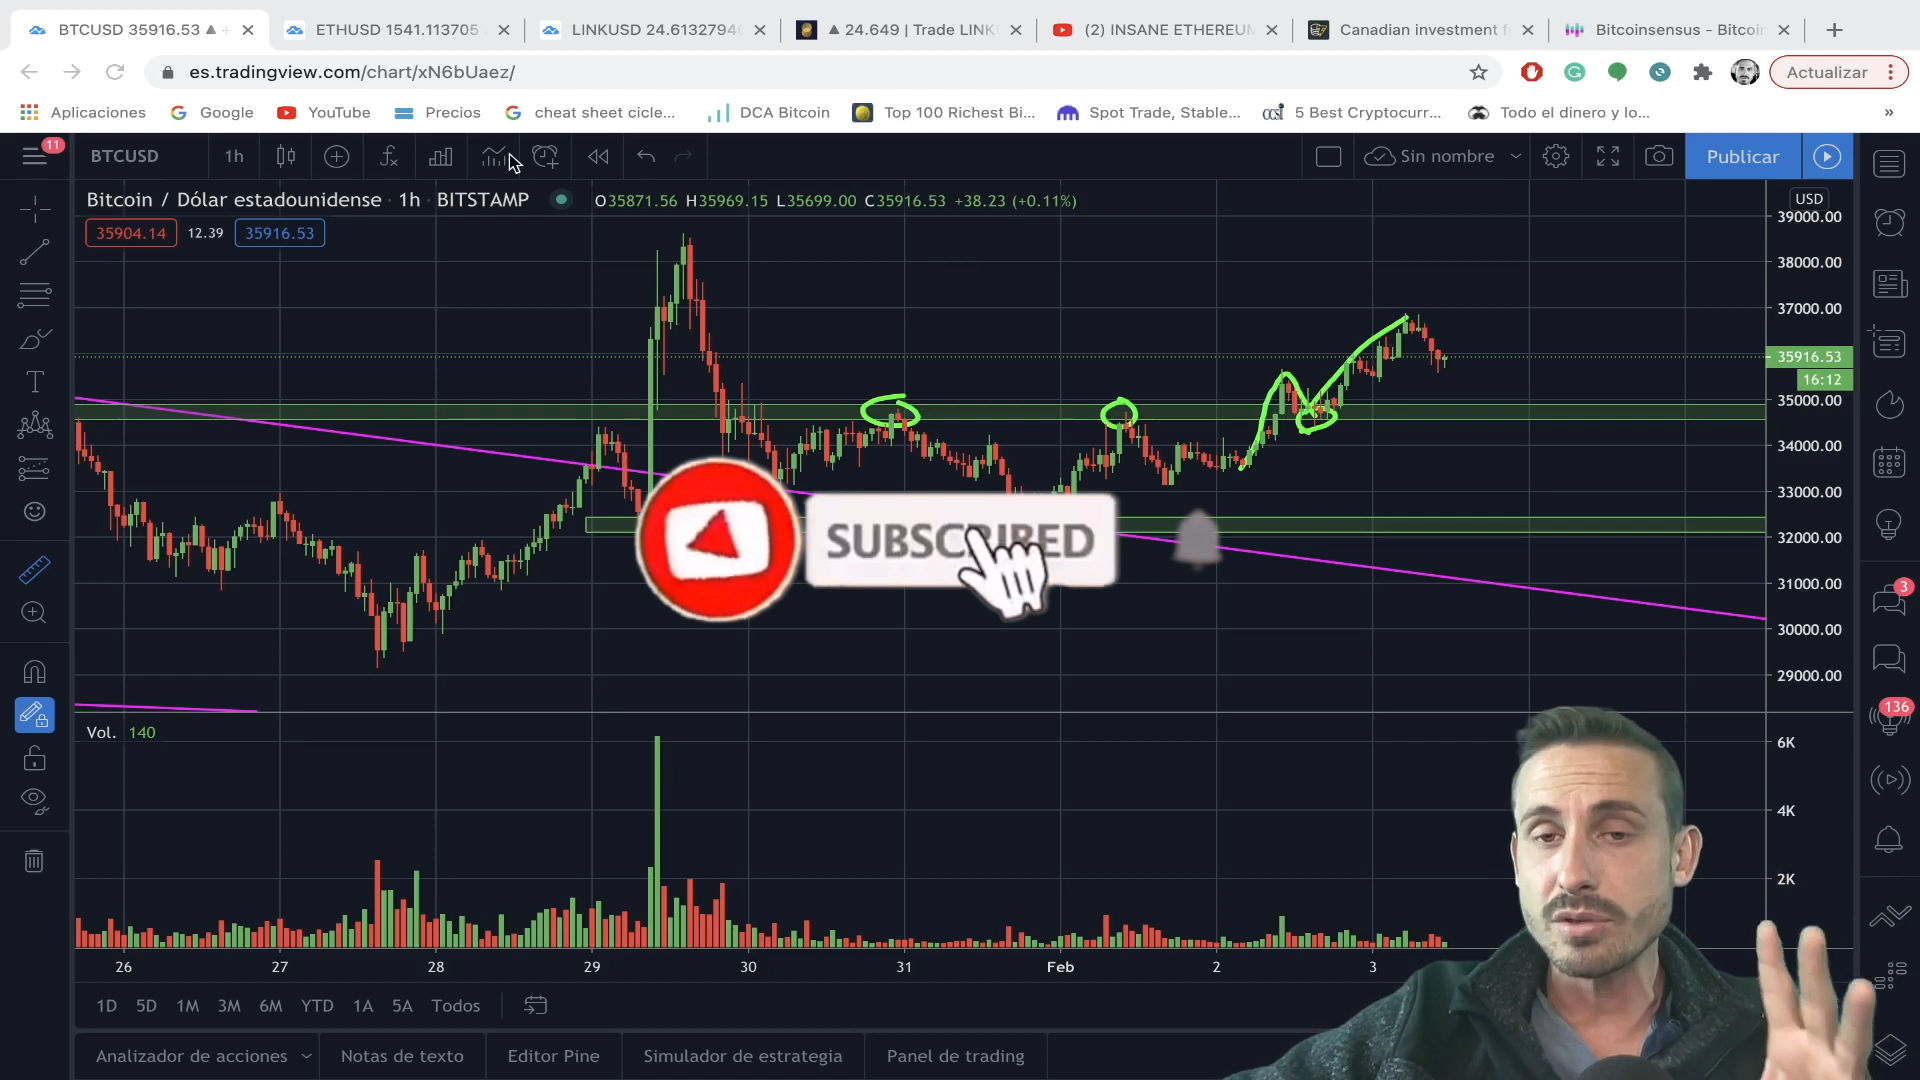 BTCUSD 35916.53 ▲ +
ETHUSD 1541.113705
LINKUSD 24.6132794
▲ 24.649 | Trade LINK
(2) INSANE ETHEREUM
Canadian investment f
Bitcoinsensus - Bitcoin
es.tradingview.com/chart/xN6bUaez/
Actualizar
Aplicaciones
Google
YouTube
Precios
cheat sheet cicle...
DCA Bitcoin
Top 100 Richest Bi...
Spot Trade, Stable...
5 Best Cryptocurr...
Todo el dinero y lo...
»
11
BTCUSD
1h
Sin nombre
Publicar
Bitcoin / Dólar estadounidense · 1h · BITSTAMP
O35871.56 H35969.15 L35699.00 C35916.53 +38.23 (+0.11%)
USD
35904.14
12.39
35916.53
39000.00
38000.00
37000.00
35916.53
16:12
35000.00
34000.00
33000.00
32000.00
31000.00
30000.00
29000.00
SUBSCRIBED
3
136
Vol. 140
6K
4K
2K
26
27
28
29
30
31
Feb
2
3
1D
5D
1M
3M
6M
YTD
1A
5A
Todos
Analizador de acciones
Notas de texto
Editor Pine
Simulador de estrategia
Panel de trading